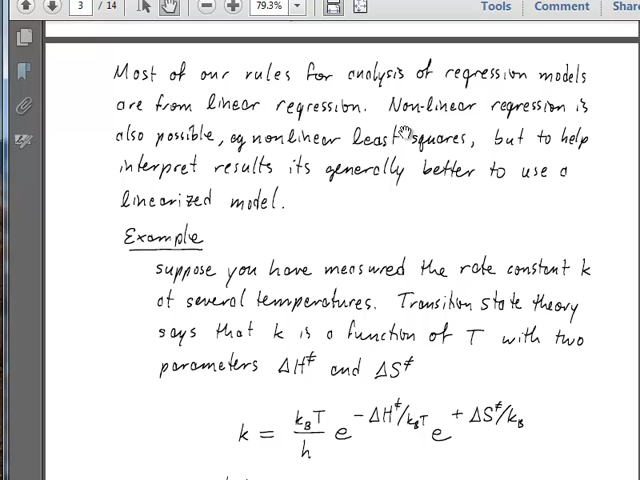 3 / 14 79.3% Tools Comment Share
Most of our rules for analysis of regression models
are from linear regression. Non-linear regression is
also possible, eg nonlinear least squares, but to help
interpret results its generally better to use a
linearized model.
Example
suppose you have measured the rate constant k
at several temperatures. Transition state theory
says that k is a function of T with two
parameters ΔH‡ and ΔS‡
k = k_B T / h e^{-ΔH‡/k_B T} e^{+ΔS‡/k_B}